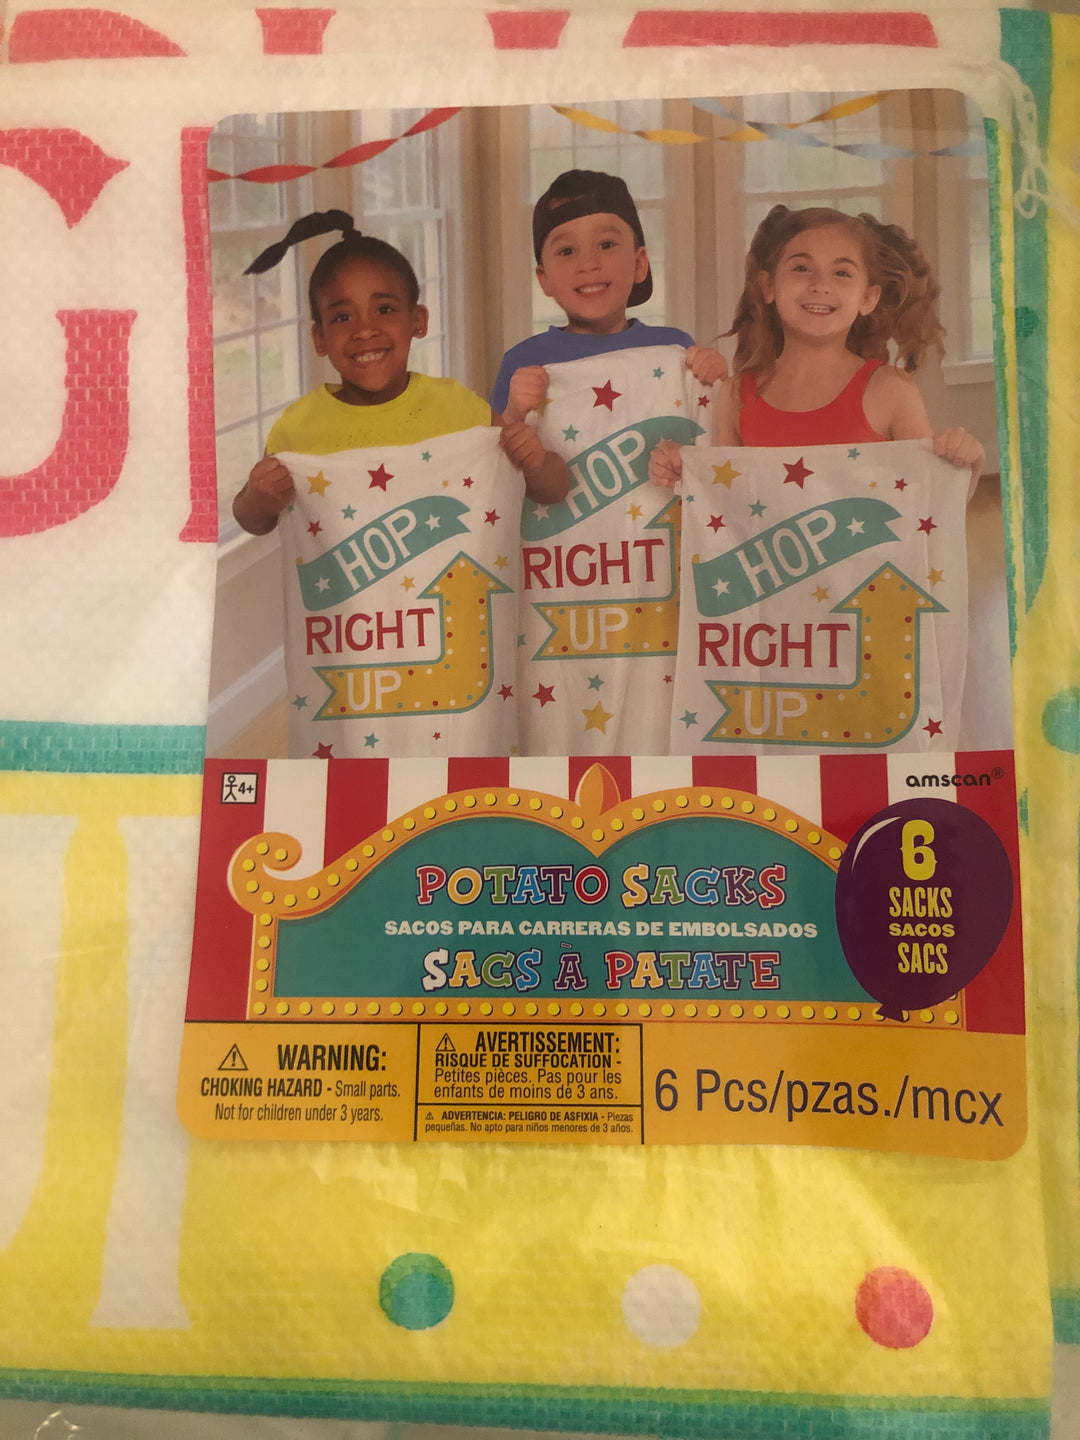 HOP
RIGHT
UP
HOP
RIGHT
UP
HOP
RIGHT
UP
4+
amscan®
POTATO SACKS
SACOS PARA CARRERAS DE EMBOLSADOS
SACS À PATATE
6
SACKS
SACOS
SACS
WARNING:
CHOKING HAZARD - Small parts.
Not for children under 3 years.
AVERTISSEMENT:
RISQUE DE SUFFOCATION -
Petites pièces. Pas pour les
enfants de moins de 3 ans.
ADVERTENCIA: PELIGRO DE ASFIXIA - Piezas
pequeñas. No apto para niños menores de 3 años.
6 Pcs/pzas./mcx